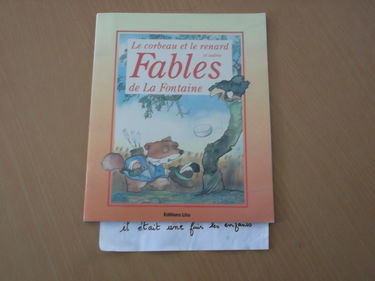 Le corbeau et le renard
et autres
Fables
de La Fontaine
Editions Lito
il était une fois les enfants